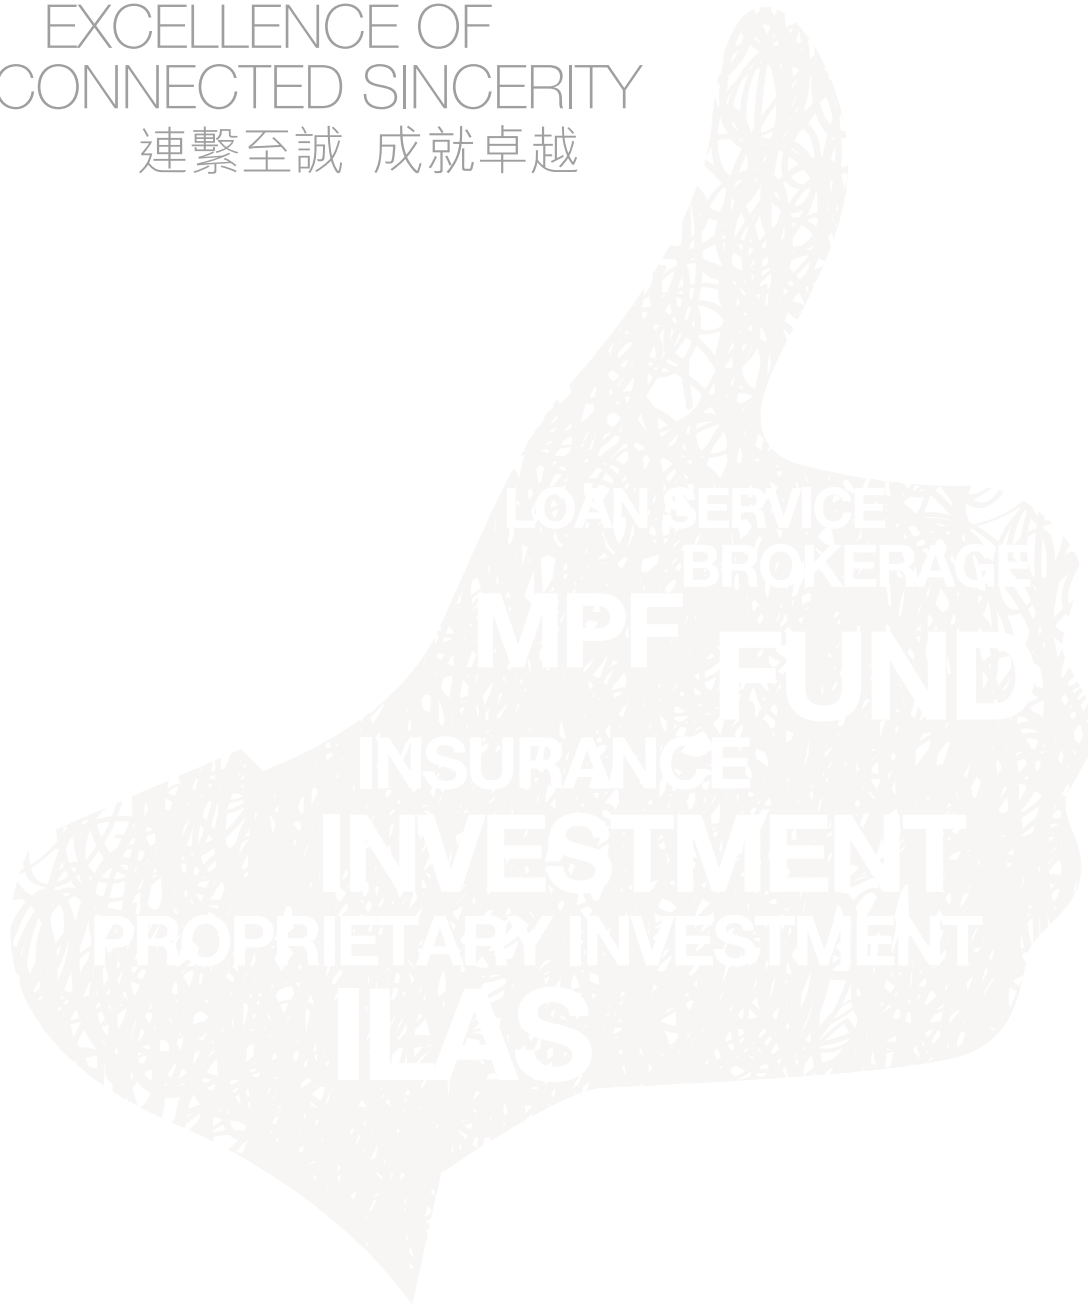 EXCELLENCE OF
CONNECTED SINCERITY
連繫至誠 成就卓越
LOAN SERVICE
BROKERAGE
MPF
FUND
INSURANCE
INVESTMENT
PROPRIETARY INVESTMENT
ILAS